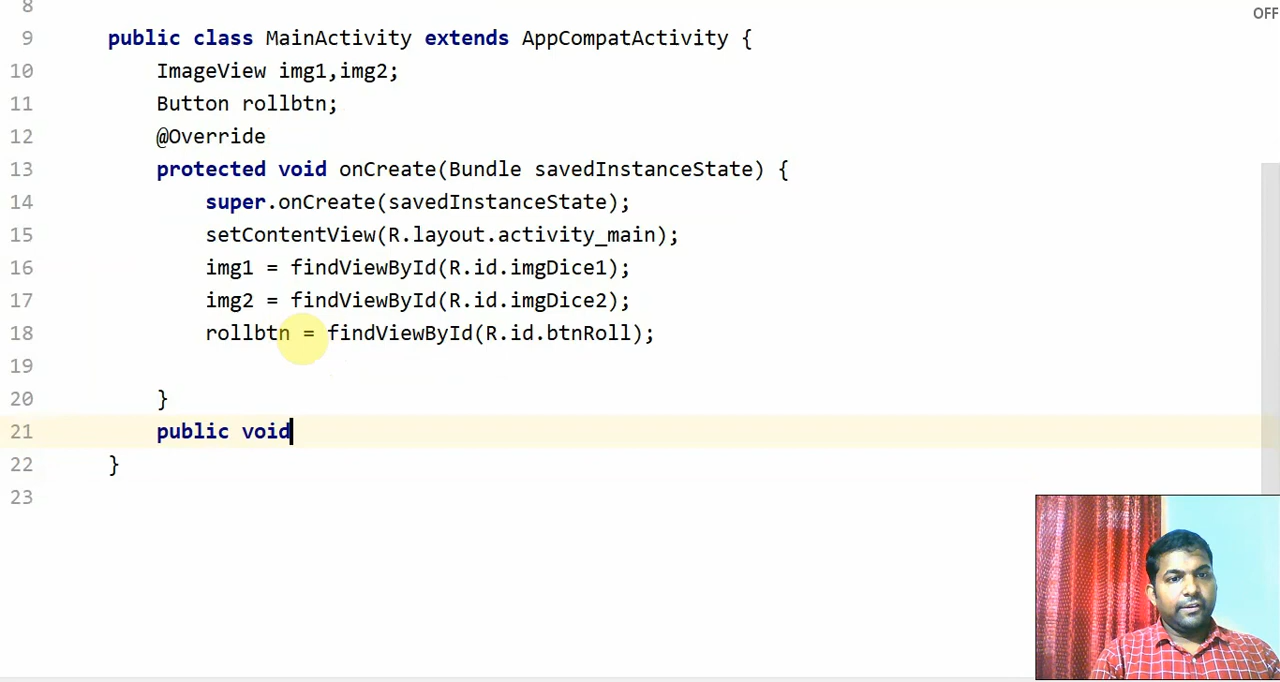 8
OFF
9 public class MainActivity extends AppCompatActivity {
10 ImageView img1,img2;
11 Button rollbtn;
12 @Override
13 protected void onCreate(Bundle savedInstanceState) {
14 super.onCreate(savedInstanceState);
15 setContentView(R.layout.activity_main);
16 img1 = findViewById(R.id.imgDice1);
17 img2 = findViewById(R.id.imgDice2);
18 rollbtn = findViewById(R.id.btnRoll);
19
20 }
21 public void
22 }
23